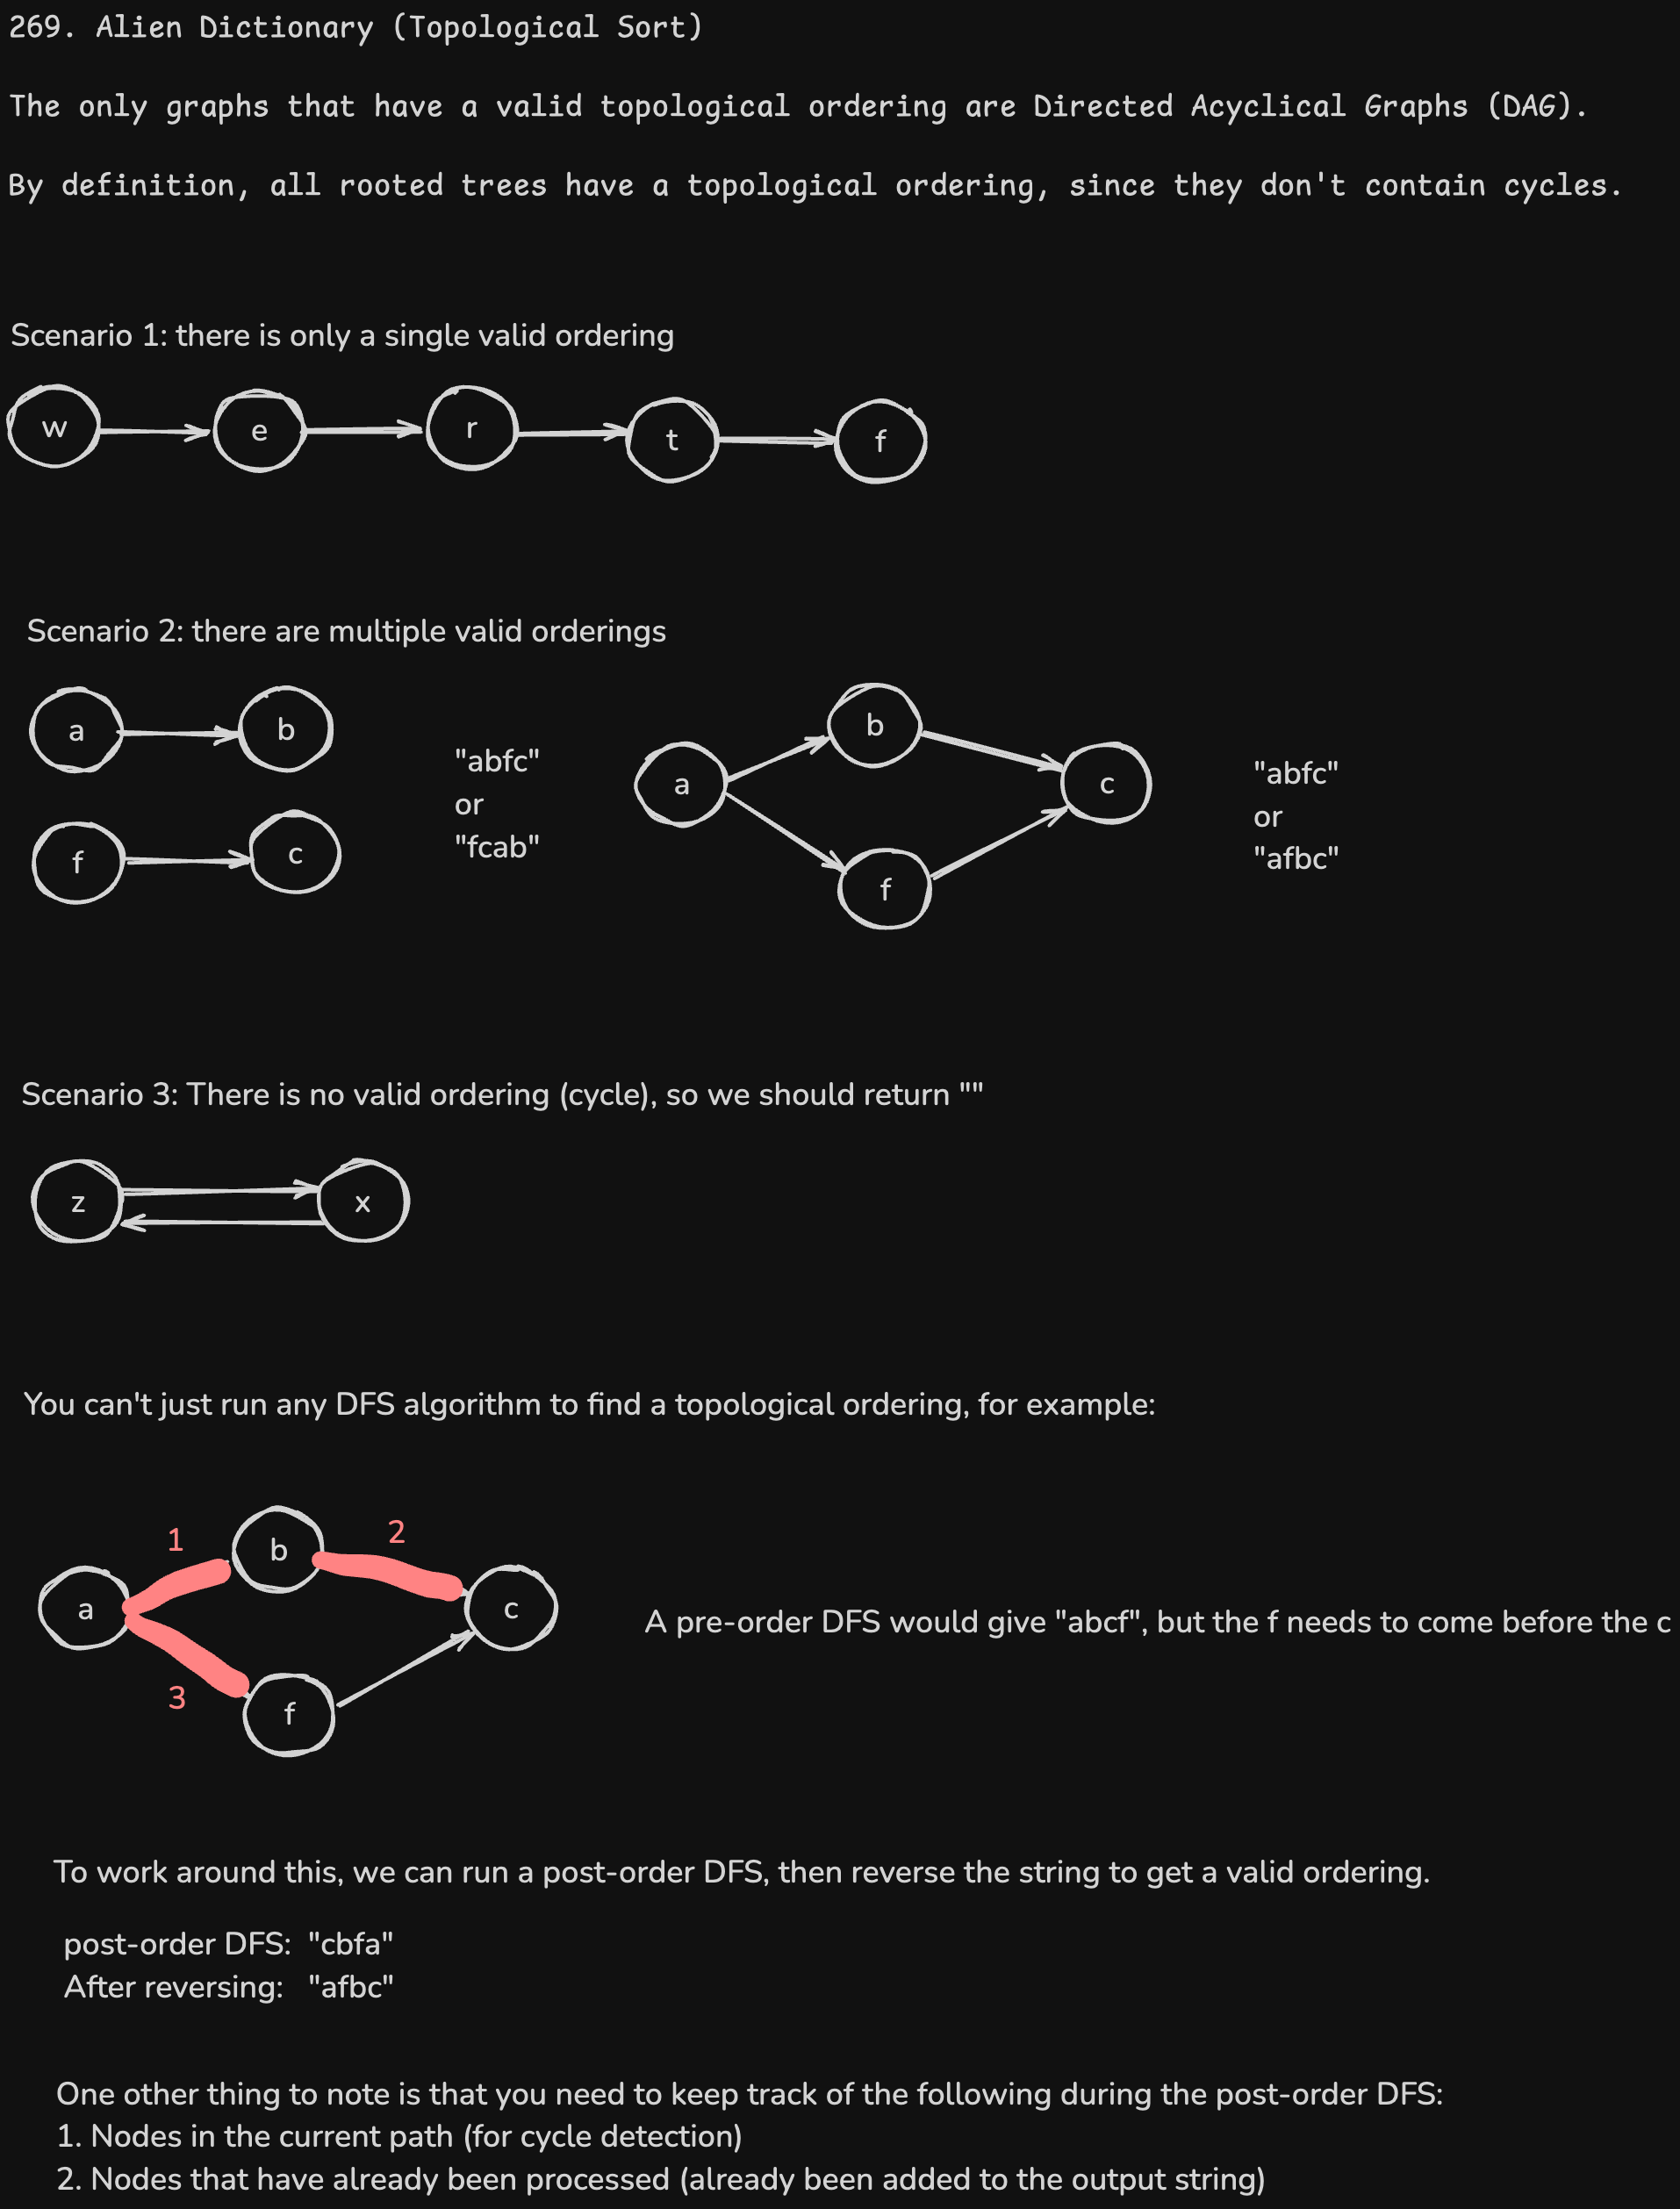 269. Alien Dictionary (Topological Sort)
The only graphs that have a valid topological ordering are Directed Acyclical Graphs (DAG).
By definition, all rooted trees have a topological ordering, since they don't contain cycles.
Scenario 1: there is only a single valid ordering
w e r t f
Scenario 2: there are multiple valid orderings
a b
f c
"abfc"
or
"fcab"
a b c
f
"abfc"
or
"afbc"
Scenario 3: There is no valid ordering (cycle), so we should return ""
z x
You can't just run any DFS algorithm to find a topological ordering, for example:
1 2
b
a c
3
f
A pre-order DFS would give "abcf", but the f needs to come before the c
To work around this, we can run a post-order DFS, then reverse the string to get a valid ordering.
post-order DFS: "cbfa"
After reversing: "afbc"
One other thing to note is that you need to keep track of the following during the post-order DFS:
1. Nodes in the current path (for cycle detection)
2. Nodes that have already been processed (already been added to the output string)